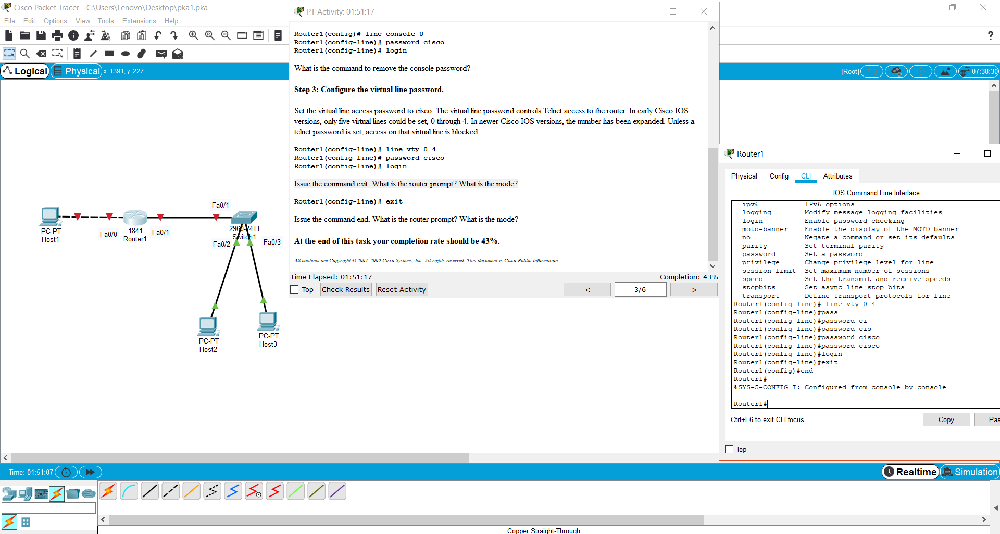 Cisco Packet Tracer - C:\Users\Lenovo\Desktop\pka1.pka
File Edit Options View Tools Extensions Help
Logical
Physical
x: 1391, y: 227
[Root]
07:38:30
PT Activity: 01:51:17
Router1(config)# line console 0
Router1(config-line)# password cisco
Router1(config-line)# login
What is the command to remove the console password?
Step 3: Configure the virtual line password.
Set the virtual line access password to cisco. The virtual line password controls Telnet access to the router. In early Cisco IOS
versions, only five virtual lines could be set, 0 through 4. In newer Cisco IOS versions, the number has been expanded. Unless a
telnet password is set, access on that virtual line is blocked.
Router1(config-line)# line vty 0 4
Router1(config-line)# password cisco
Router1(config-line)# login
Issue the command exit. What is the router prompt? What is the mode?
Router1(config-line)# exit
Issue the command end. What is the router prompt? What is the mode?
At the end of this task your completion rate should be 43%.
All contents are Copyright © 2007–2009 Cisco Systems, Inc. All rights reserved. This document is Cisco Public Information.
Time Elapsed: 01:51:17
Completion: 43%
Top
Check Results
Reset Activity
<
3/6
>
PC-PT
Host1
Fa0/0
1841
Router1
Fa0/1
Fa0/1
2960-24TT
Switch1
Fa0/2
Fa0/3
PC-PT
Host2
PC-PT
Host3
Router1
Physical Config CLI Attributes
IOS Command Line Interface
ipv6 IPv6 options
logging Modify message logging facilities
login Enable password checking
motd-banner Enable the display of the MOTD banner
no Negate a command or set its defaults
parity Set terminal parity
password Set a password
privilege Change privilege level for line
session-limit Set maximum number of sessions
speed Set the transmit and receive speeds
stopbits Set async line stop bits
transport Define transport protocols for line
Router1(config-line)# line vty 0 4
Router1(config-line)#pass
Router1(config-line)#password ci
Router1(config-line)#password cis
Router1(config-line)#password cisco
Router1(config-line)#password cisco
Router1(config-line)#login
Router1(config-line)#exit
Router1(config)#end
Router1#
%SYS-5-CONFIG_I: Configured from console by console
Router1#
Ctrl+F6 to exit CLI focus
Copy
Pas
Top
Time: 01:51:07
Realtime
Simulation
Copper Straight-Through